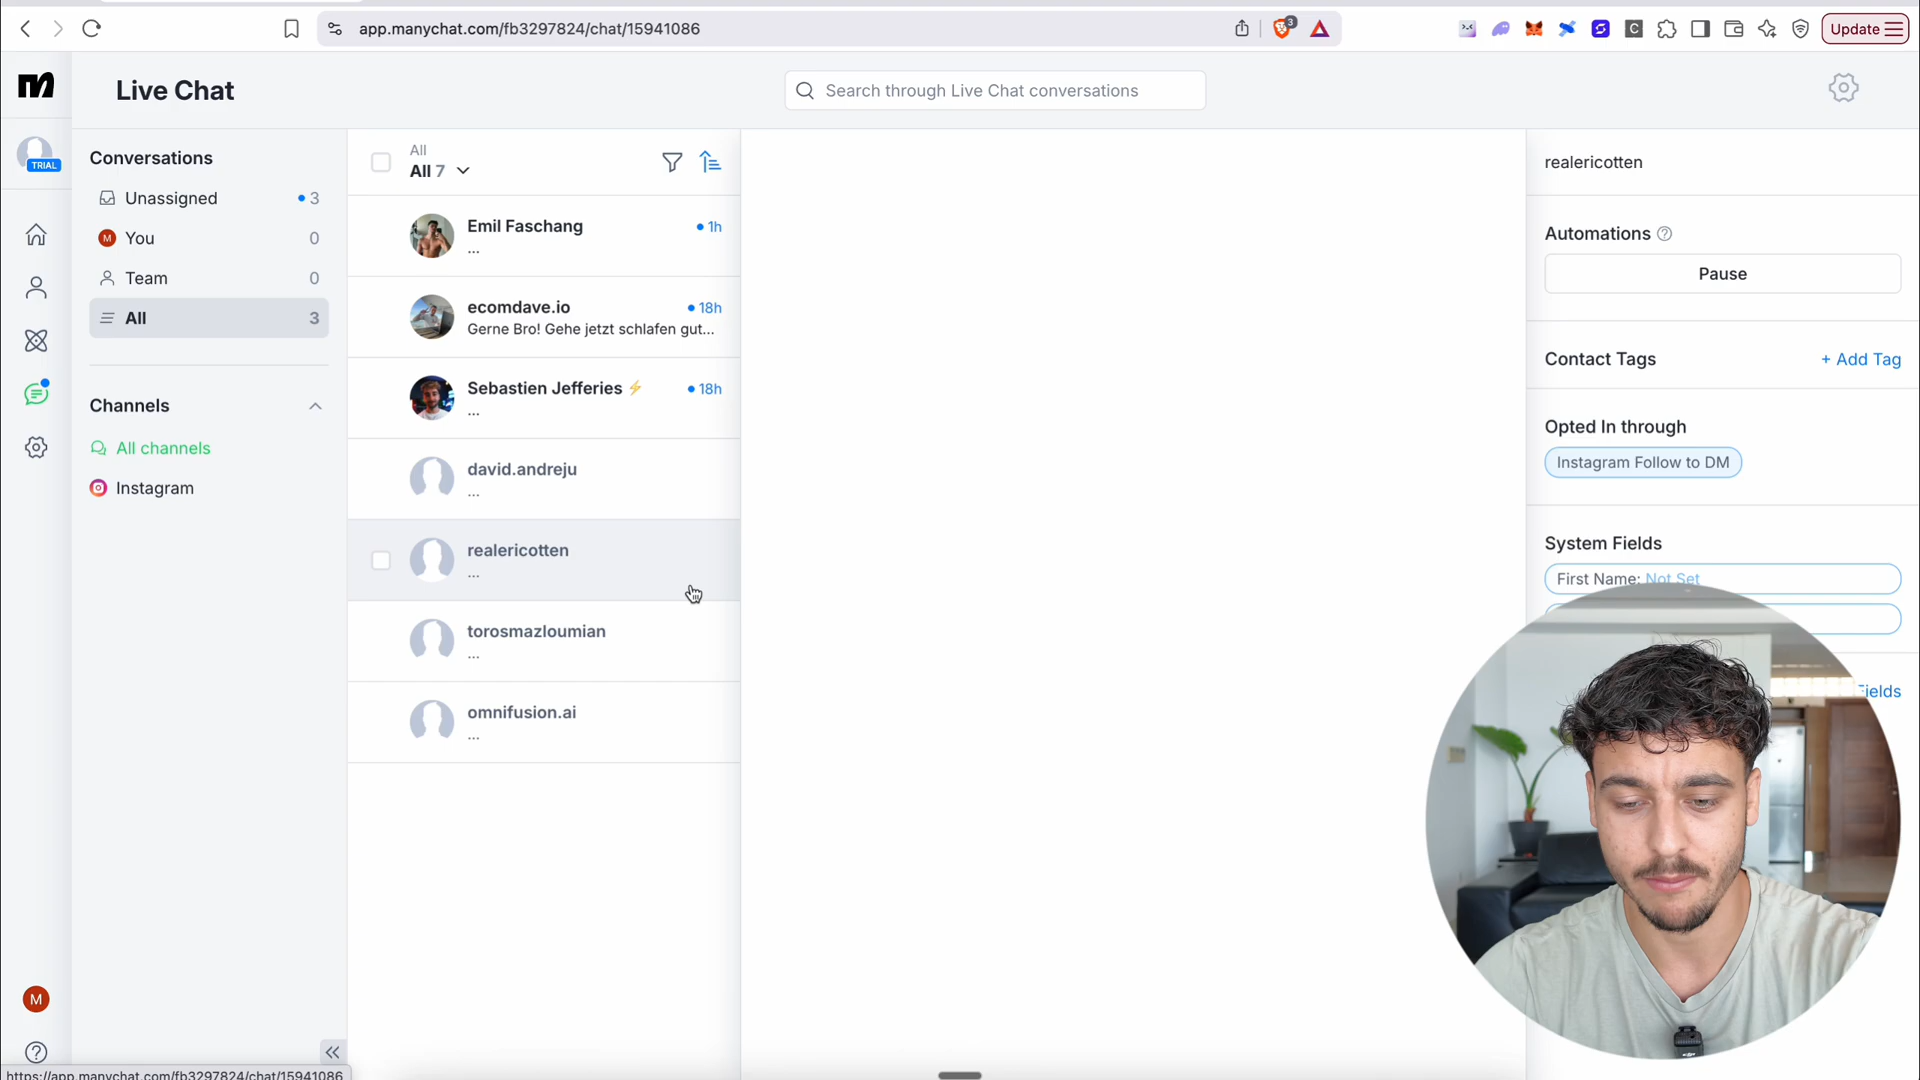 app.manychat.com/fb3297824/chat/15941086
3
Update
Live Chat
Search through Live Chat conversations
TRIAL
Conversations
Unassigned 3
M You 0
Team 0
All 3
Channels
All channels
Instagram
All
All 7
Emil Faschang 1h
...
ecomdave.io 18h
Gerne Bro! Gehe jetzt schlafen gut...
Sebastien Jefferies ⚡ 18h
...
david.andreju
...
realericotten
...
torosmazloumian
...
omnifusion.ai
...
realericotten
Automations
Pause
Contact Tags
+ Add Tag
Opted In through
Instagram Follow to DM
System Fields
First Name: Not Set
Fields
M
https://app.manychat.com/fb3297824/chat/15941086